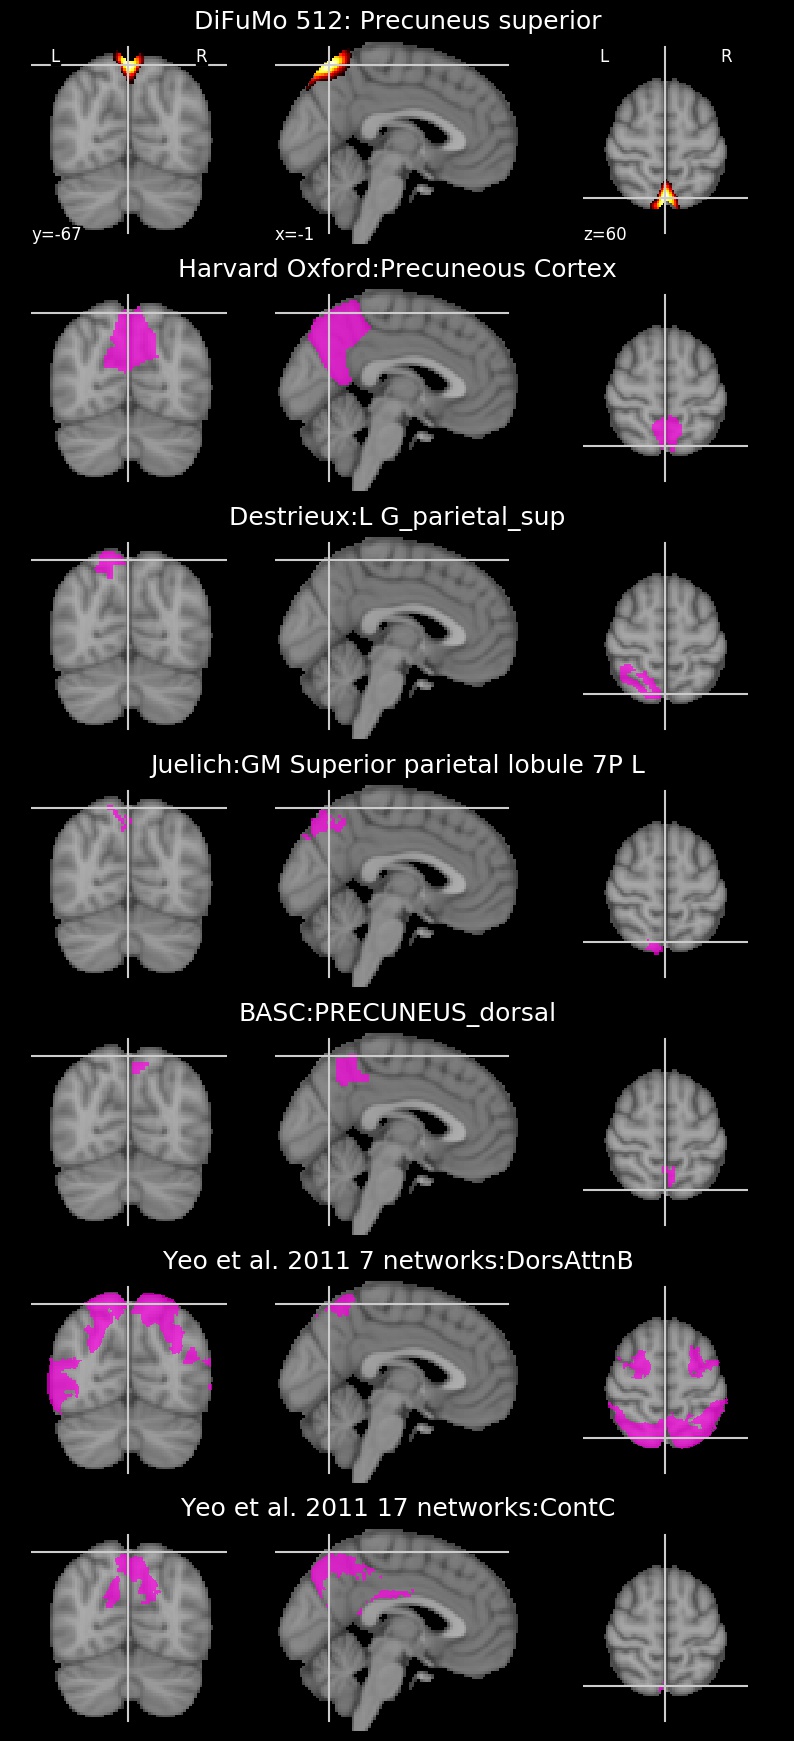 DiFuMo 512: Precuneus superior
L R L R
y=-67 x=-1 z=60
Harvard Oxford:Precuneous Cortex
Destrieux:L G_parietal_sup
Juelich:GM Superior parietal lobule 7P L
BASC:PRECUNEUS_dorsal
Yeo et al. 2011 7 networks:DorsAttnB
Yeo et al. 2011 17 networks:ContC